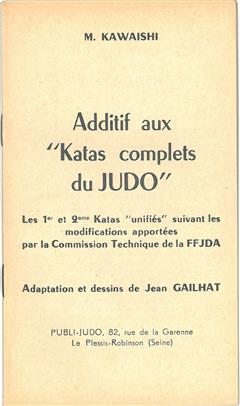 M. KAWAISHI
Additif aux
"Katas complets
du JUDO"
Les 1er et 2eme Katas "unifiés" suivant les
modifications apportées
par la Commission Technique de la FFJDA
Adaptation et dessins de Jean GAILHAT
PUBLI-JUDO, 82, rue de la Garenne
Le Plessis-Robinson (Seine)